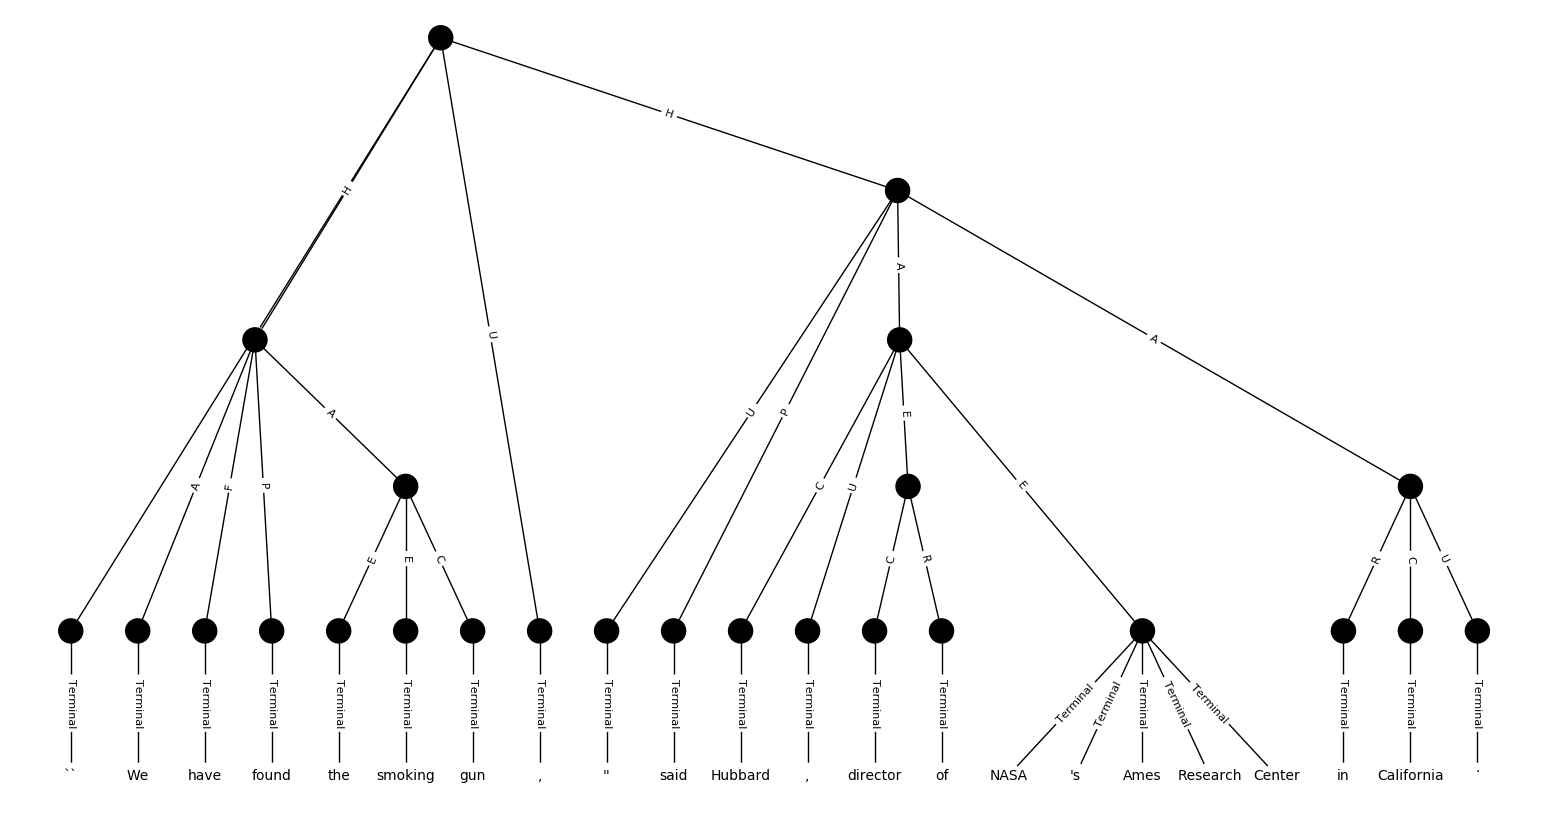 H
H
U
A
A
U
P
A
E
A
F
P
C
U
E
E
E
C
C
R
R
C
U
Terminal Terminal Terminal Terminal Terminal Terminal Terminal Terminal Terminal Terminal Terminal Terminal Terminal Terminal Terminal Terminal Terminal Terminal Terminal Terminal Terminal Terminal
`` We have found the smoking gun , " said Hubbard , director of NASA 's Ames Research Center in California .